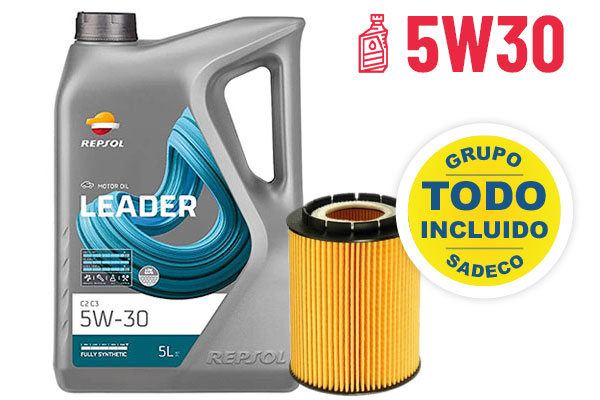 5W30
REPSOL
MOTOR OIL
LEADER
C2 C3
5W-30
FULLY SYNTHETIC
5L
REPSOL
GRUPO
TODO
INCLUIDO
SADECO